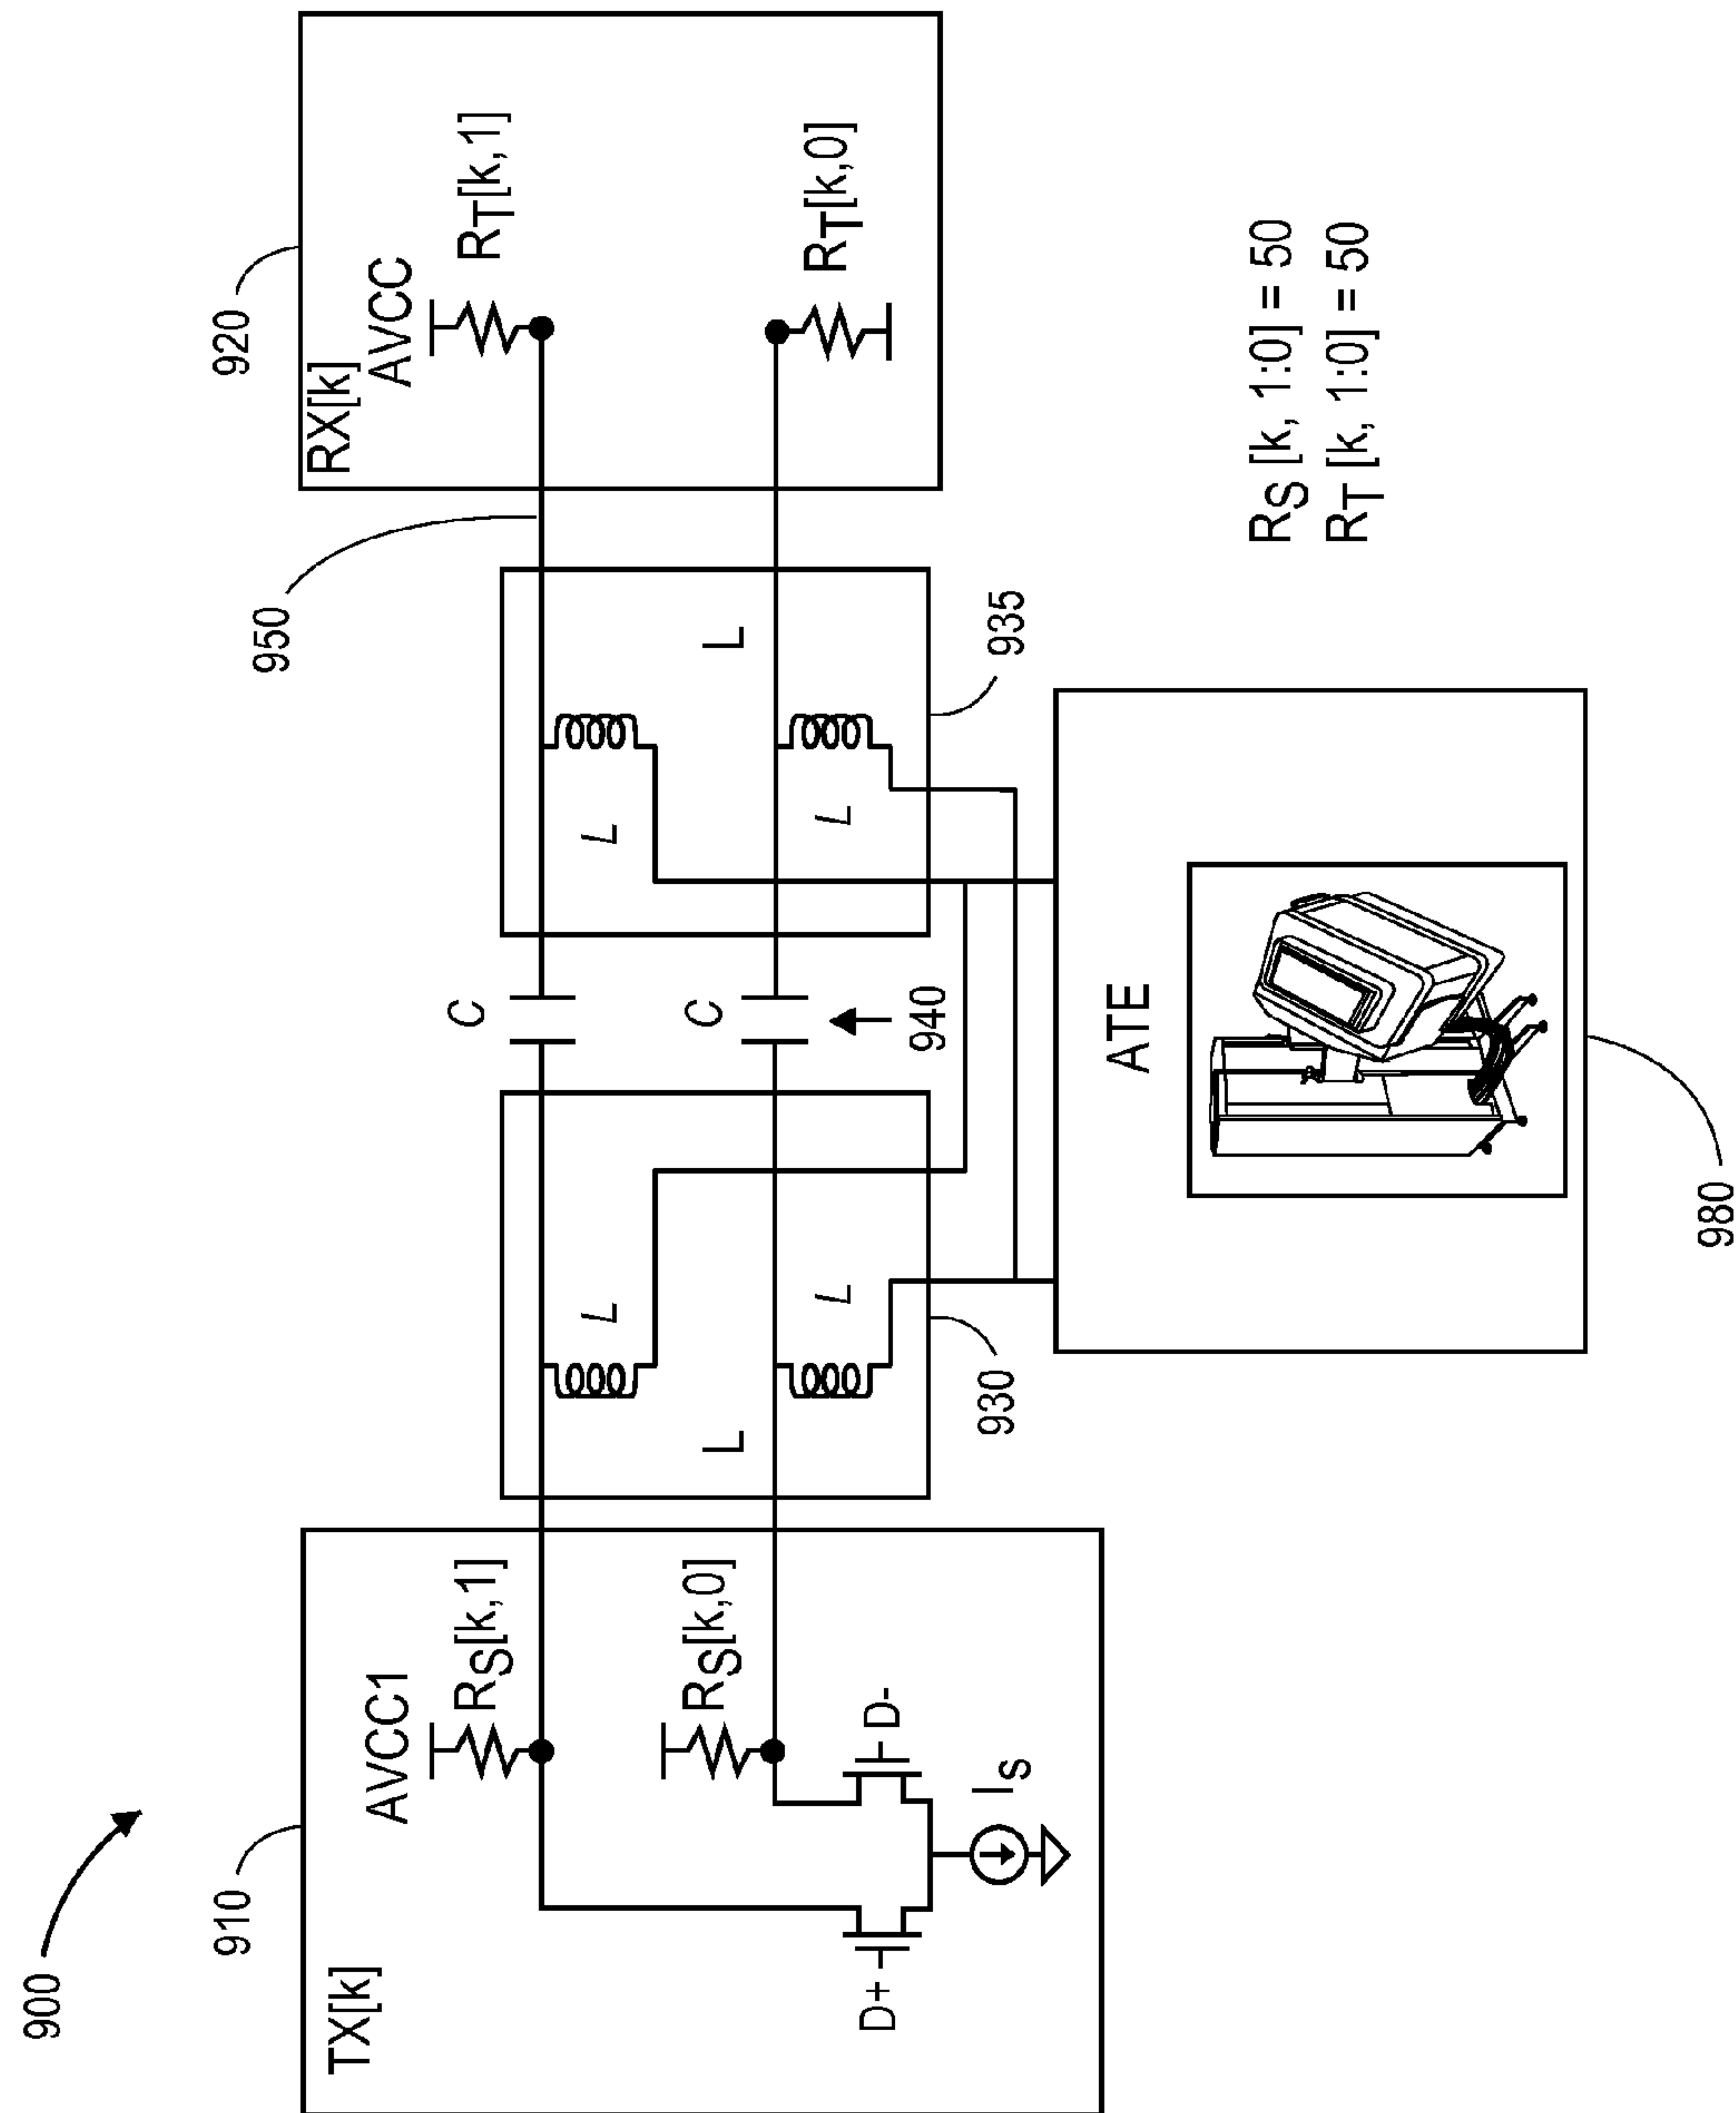 900
910
TX[k]
AVCC1
RS[k,1]
RS[k,0]
D+
D-
IS
930
L
L
L
C
C
940
935
L
L
L
950
920
RX[k]
AVCC
RT[k,1]
RT[k,0]
ATE
980
RS [k, 1:0] = 50
RT [k, 1:0] = 50